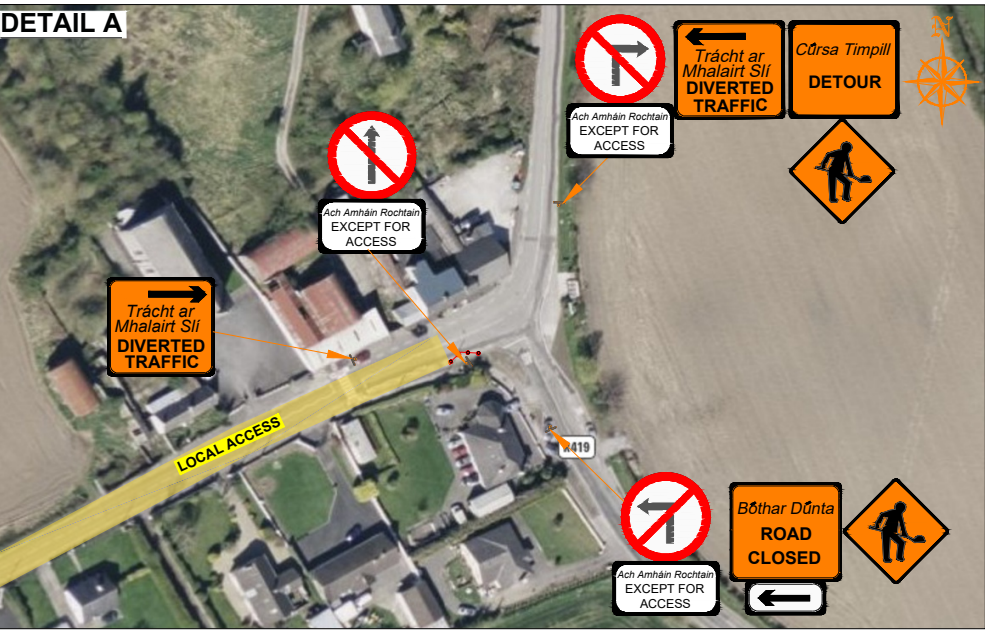 DETAIL A
N
Trácht ar
Mhalairt Slí
DIVERTED
TRAFFIC
Cúrsa Timpill
DETOUR
Ach Amháin Rochtain
EXCEPT FOR
ACCESS
Ach Amháin Rochtain
EXCEPT FOR
ACCESS
Trácht ar
Mhalairt Slí
DIVERTED
TRAFFIC
LOCAL ACCESS
R419
Bóthar Dúnta
ROAD
CLOSED
Ach Amháin Rochtain
EXCEPT FOR
ACCESS